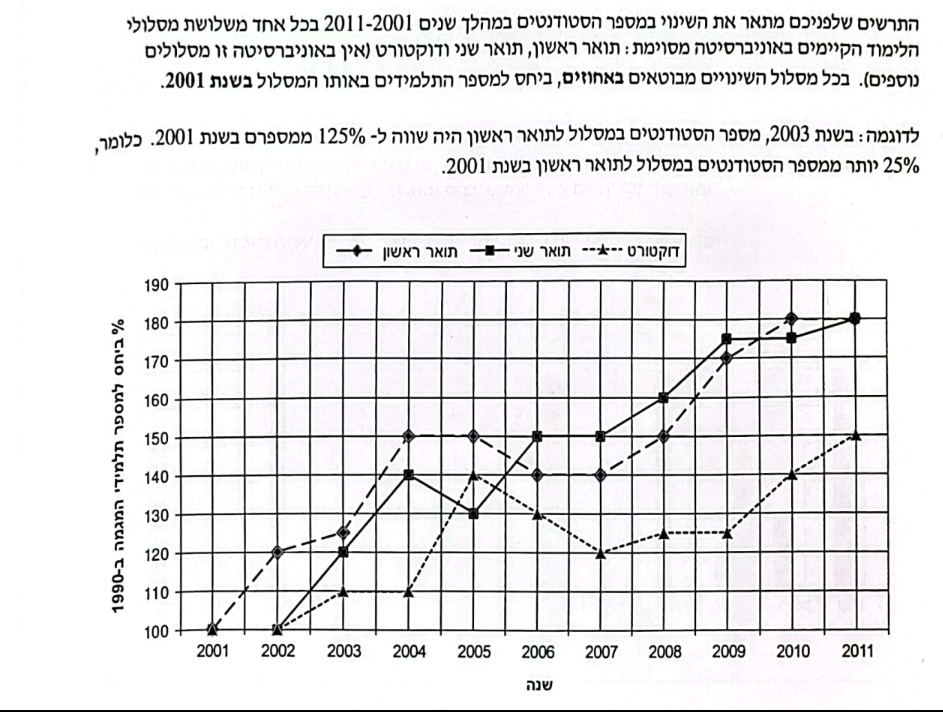 התרשים שלפניכם מתאר את השינוי במספר הסטודנטים במהלך שנים 2011-2001 בכל אחד משלושת מסלולי
הלימוד הקיימים באוניברסיטה מסוימת: תואר ראשון, תואר שני ודוקטורט (אין באוניברסיטה זו מסלולים
נוספים). בכל מסלול השינויים מבוטאים באחוזים, ביחס למספר התלמידים באותו המסלול בשנת 2001.
לדוגמה: בשנת 2003, מספר הסטודנטים במסלול לתואר ראשון היה שווה ל- 125% ממספרם בשנת 2001. כלומר,
25% יותר ממספר הסטודנטים במסלול לתואר ראשון בשנת 2001.
דוקטורט תואר שני תואר ראשון
% ביחס למספר תלמידי המגמה ב-1990
190
180
170
160
150
140
130
120
110
100
2001 2002 2003 2004 2005 2006 2007 2008 2009 2010 2011
שנה